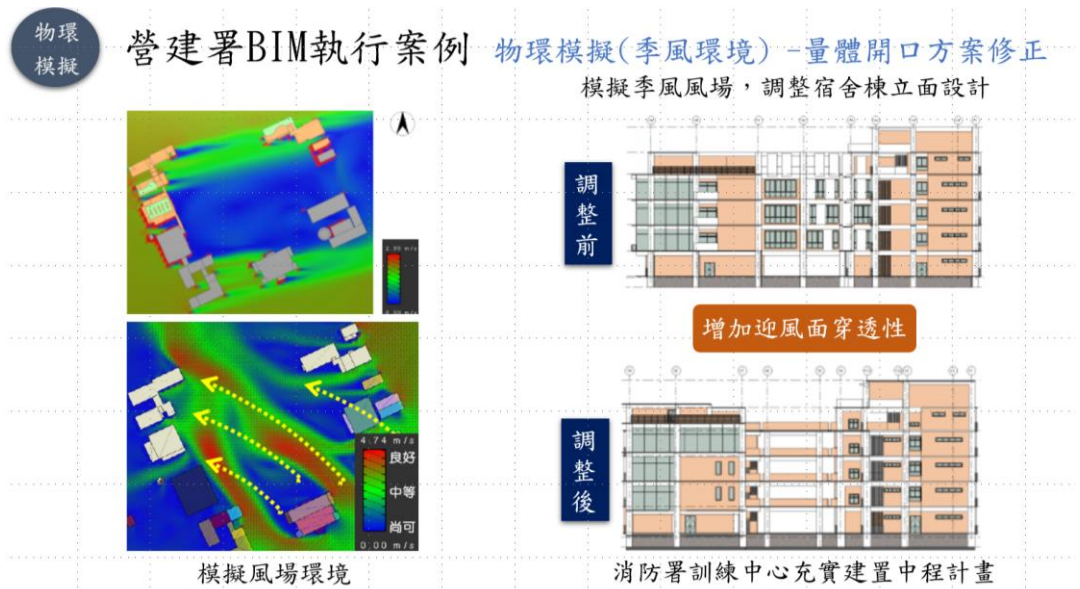 物環
模擬
營建署BIM執行案例
物環模擬(季風環境) -量體開口方案修正
模擬季風風場，調整宿舍棟立面設計
調整前
增加迎風面穿透性
4.74 m/s
良好
中等
尚可
0.00 m/s
調整後
模擬風場環境
消防署訓練中心充實建置中程計畫